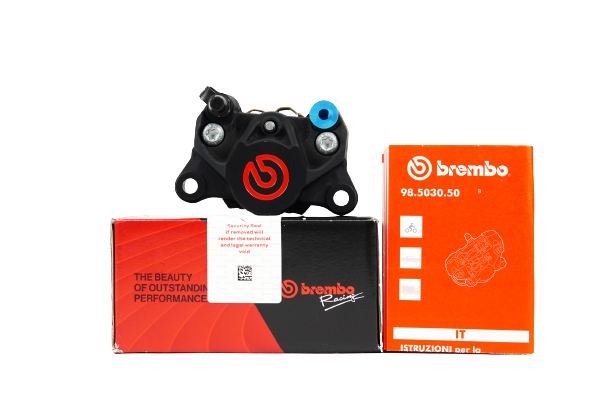 Security Seal
if removed will
render the technical
and legal warranty
void
THE BEAUTY
OF OUTSTANDIN
PERFORMANCE
brembo
Racing
brembo
98.5030.50
IT
ISTRUZIONI per la